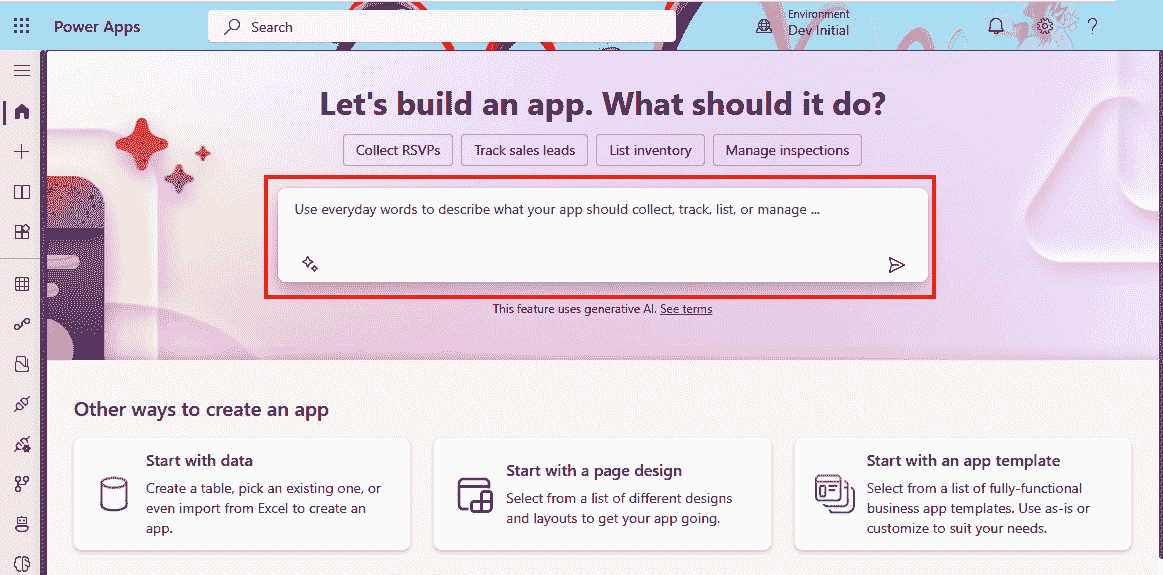 Power Apps
Search
Environment
Dev Initial
Let's build an app. What should it do?
Collect RSVPs
Track sales leads
List inventory
Manage inspections
Use everyday words to describe what your app should collect, track, list, or manage ...
This feature uses generative AI. See terms
Other ways to create an app
Start with data
Create a table, pick an existing one, or
even import from Excel to create an
app.
Start with a page design
Select from a list of different designs
and layouts to get your app going.
Start with an app template
Select from a list of fully-functional
business app templates. Use as-is or
customize to suit your needs.